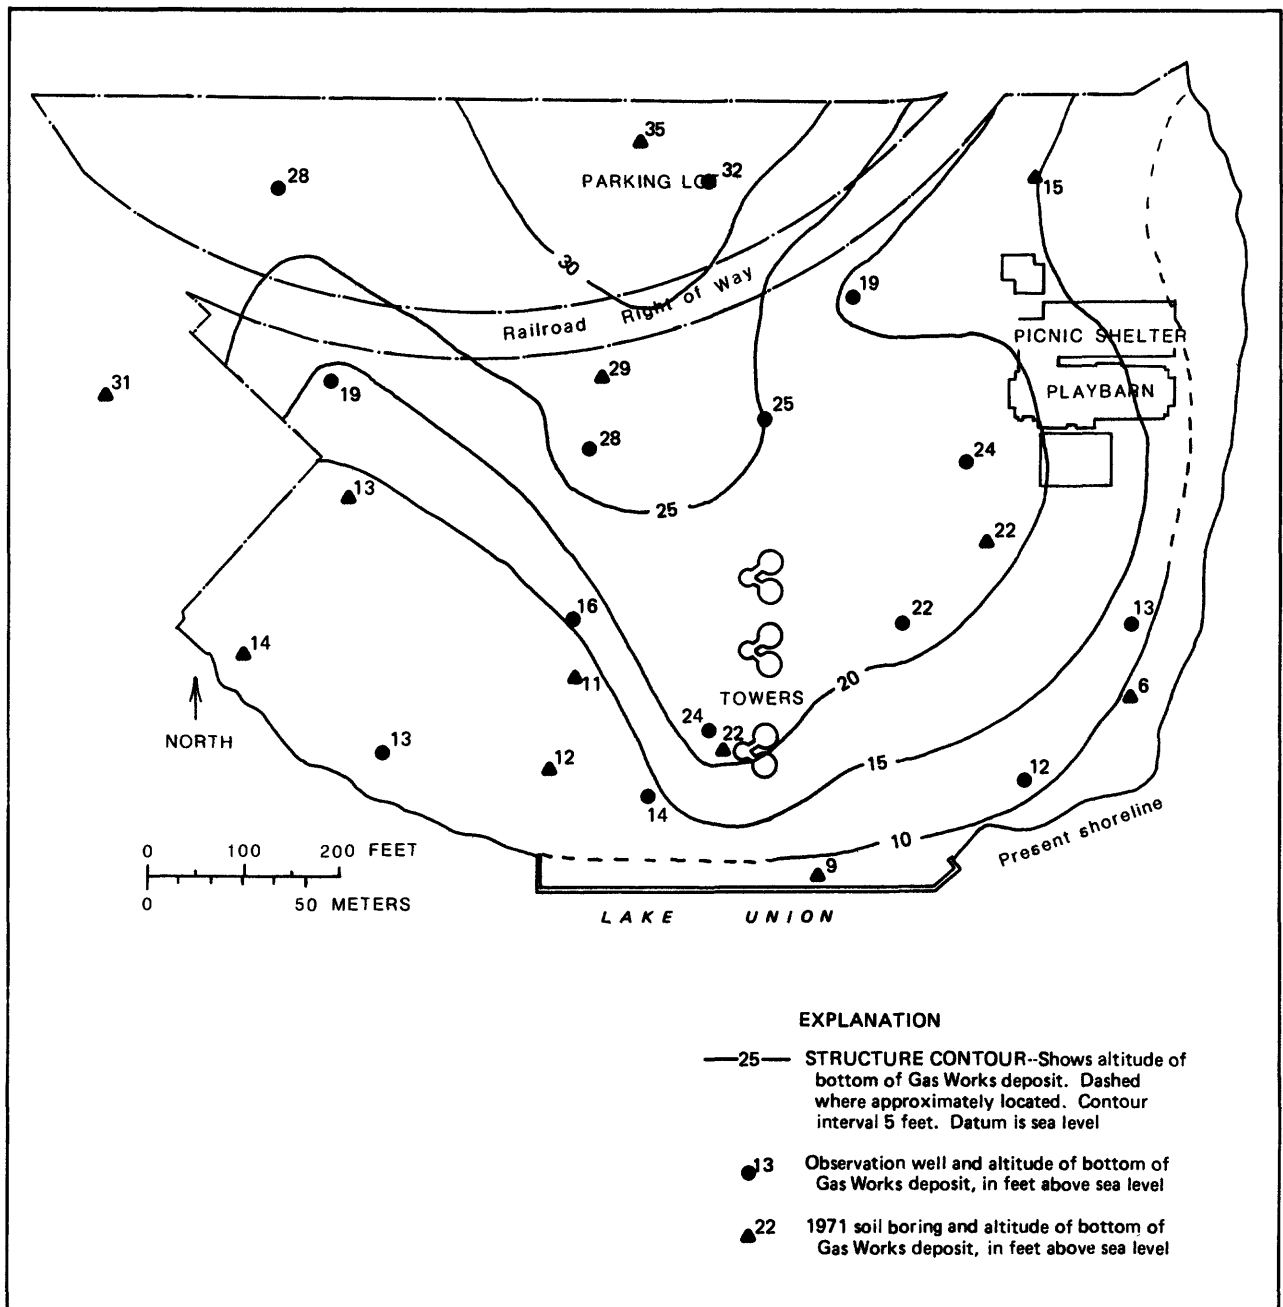 35
28
PARKING LOT
32
15
30
19
Railroad Right of Way
PICNIC SHELTER
31
19
29
PLAYBARN
25
28
24
13
25
22
16
22
13
14
11
20
6
TOWERS
24
22
NORTH
13
12
15
12
14
Present shoreline
10
0 100 200 FEET
0 50 METERS
9
LAKE UNION
EXPLANATION
—25— STRUCTURE CONTOUR--Shows altitude of
bottom of Gas Works deposit. Dashed
where approximately located. Contour
interval 5 feet. Datum is sea level
13 Observation well and altitude of bottom of
Gas Works deposit, in feet above sea level
22 1971 soil boring and altitude of bottom of
Gas Works deposit, in feet above sea level